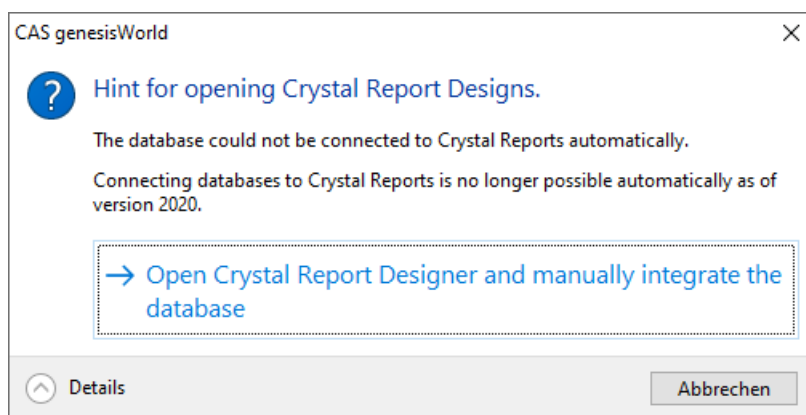 CAS genesisWorld
Hint for opening Crystal Report Designs.
The database could not be connected to Crystal Reports automatically.
Connecting databases to Crystal Reports is no longer possible automatically as of
version 2020.
Open Crystal Report Designer and manually integrate the
database
Details
Abbrechen